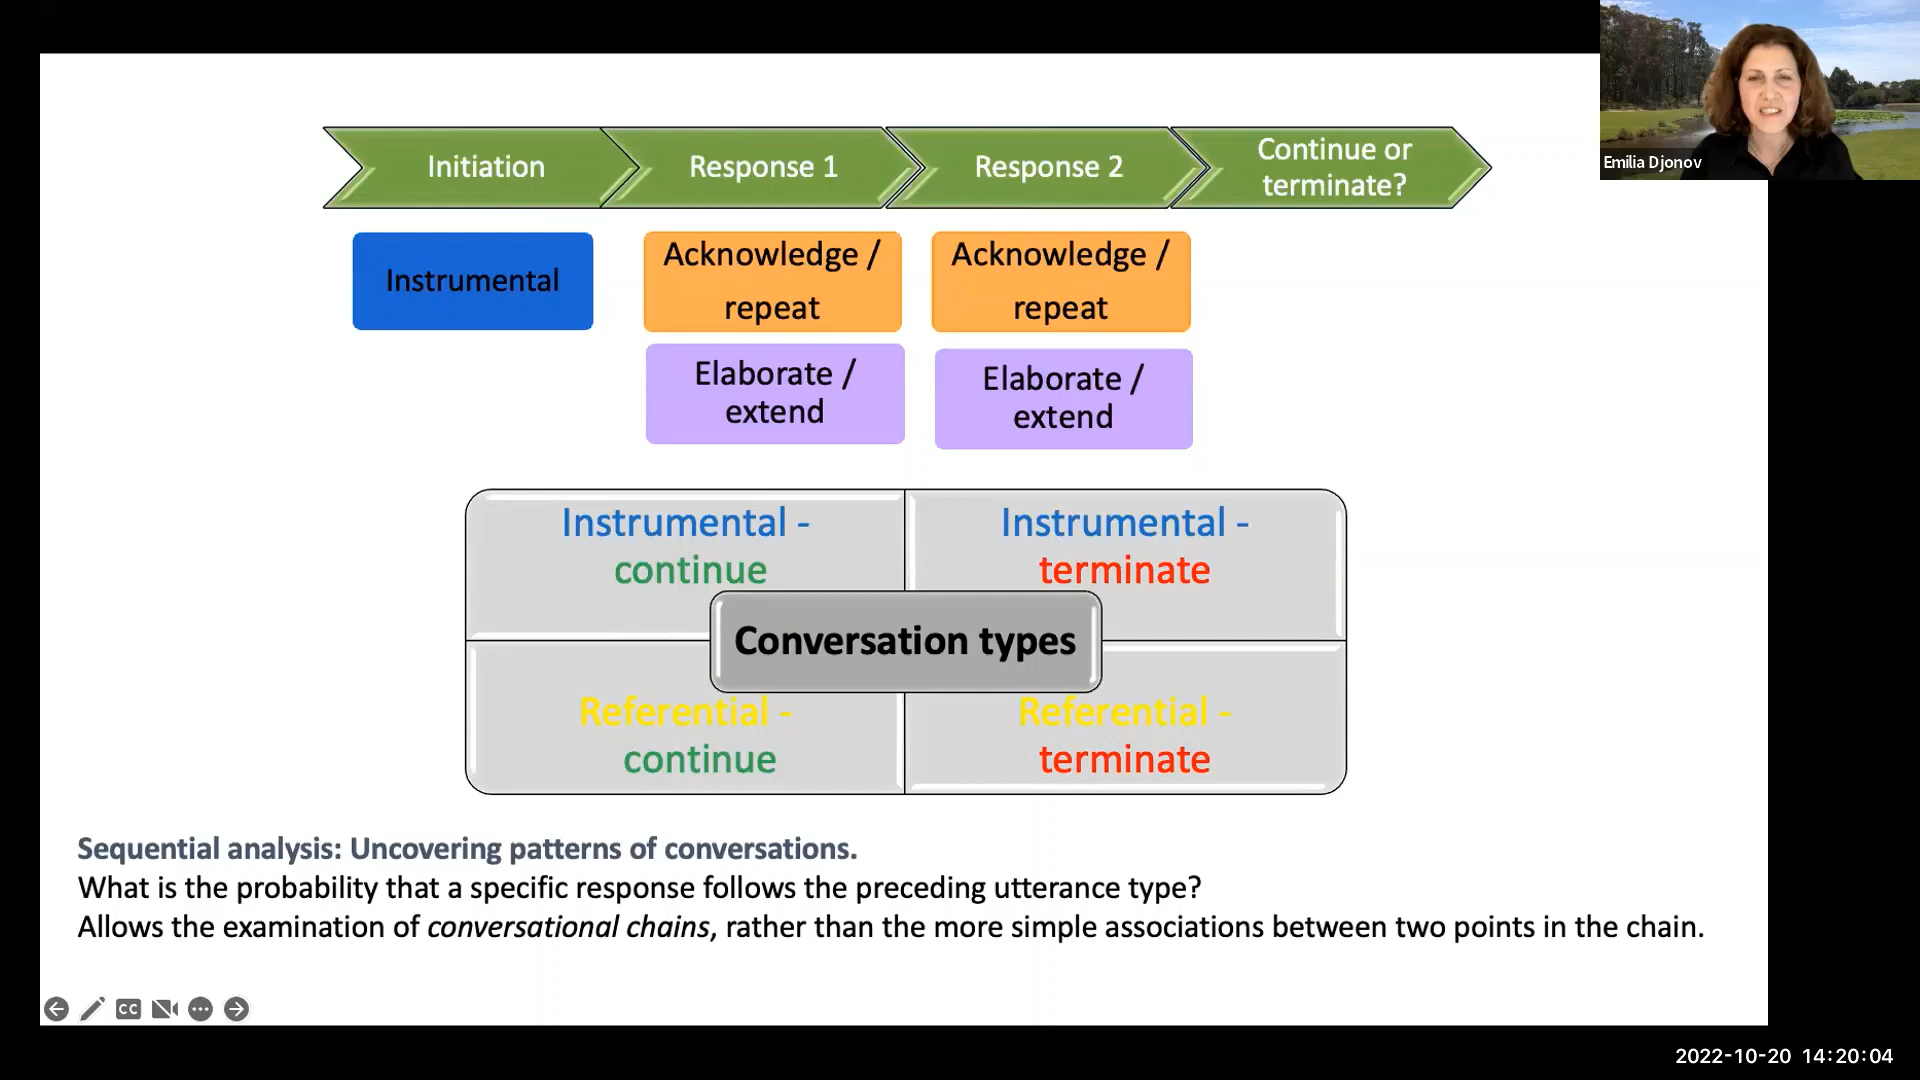 Initiation
Response 1
Response 2
Continue or
terminate?
Emilia Djonov
Instrumental
Acknowledge /
repeat
Acknowledge /
repeat
Elaborate /
extend
Elaborate /
extend
Instrumental -
continue
Instrumental -
terminate
Conversation types
Referential -
continue
Referential -
terminate
Sequential analysis: Uncovering patterns of conversations.
What is the probability that a specific response follows the preceding utterance type?
Allows the examination of conversational chains, rather than the more simple associations between two points in the chain.
CC
2022-10-20 14:20:04